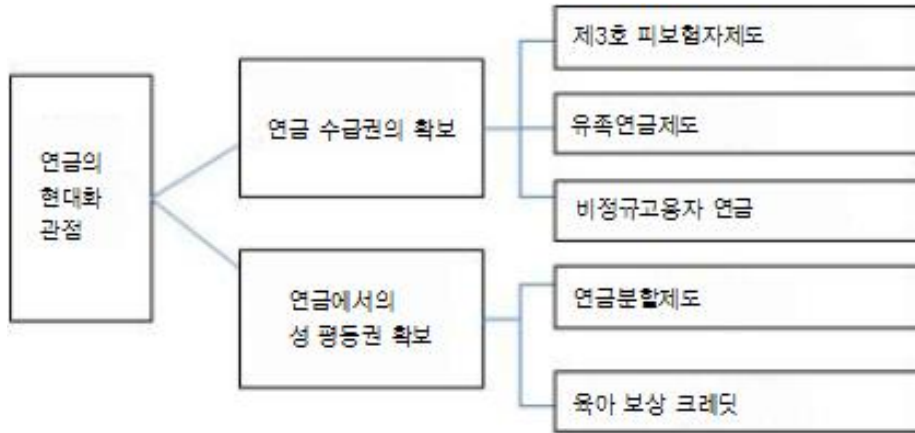 연금의
현대화
관점
연금 수급권의 확보
제3호 피보험자제도
유족연금제도
비정규고용자 연금
연금에서의
성 평등권 확보
연금분할제도
육아 보상 크레딧